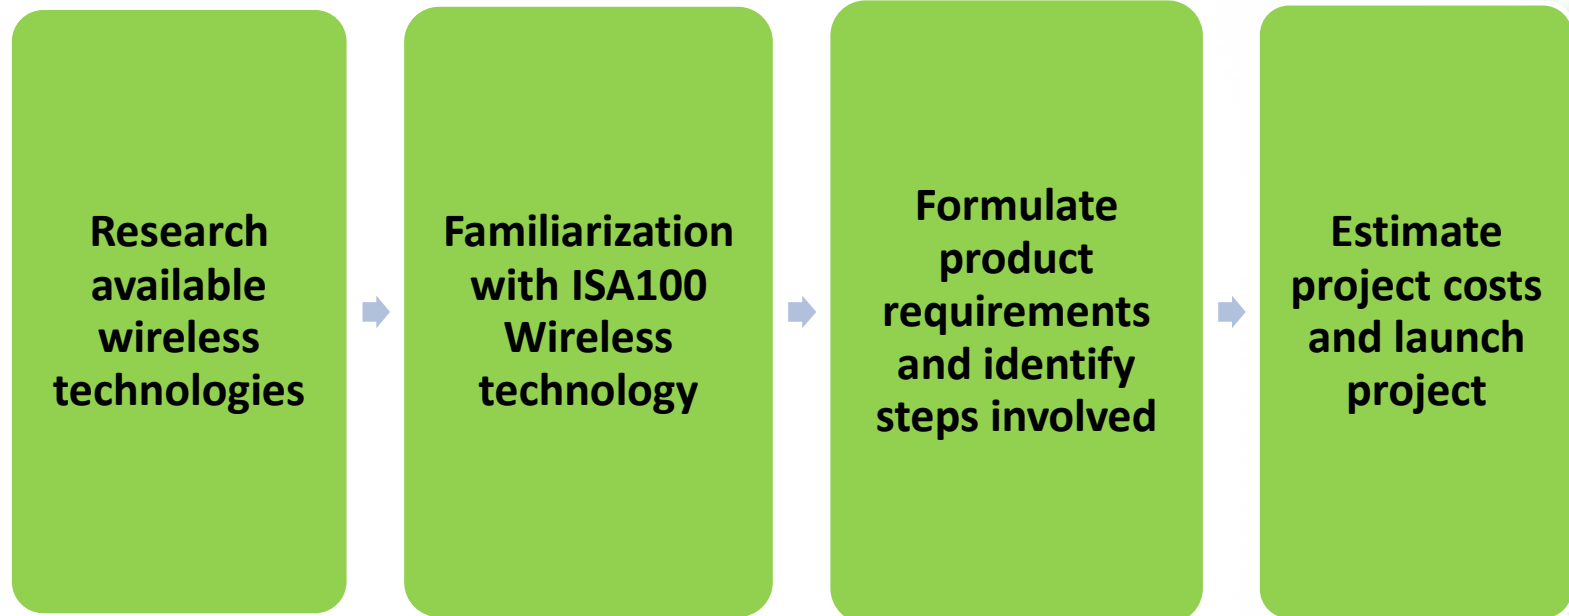 Research
available
wireless
technologies
Familiarization
with ISA100
Wireless
technology
Formulate
product
requirements
and identify
steps involved
Estimate
project costs
and launch
project